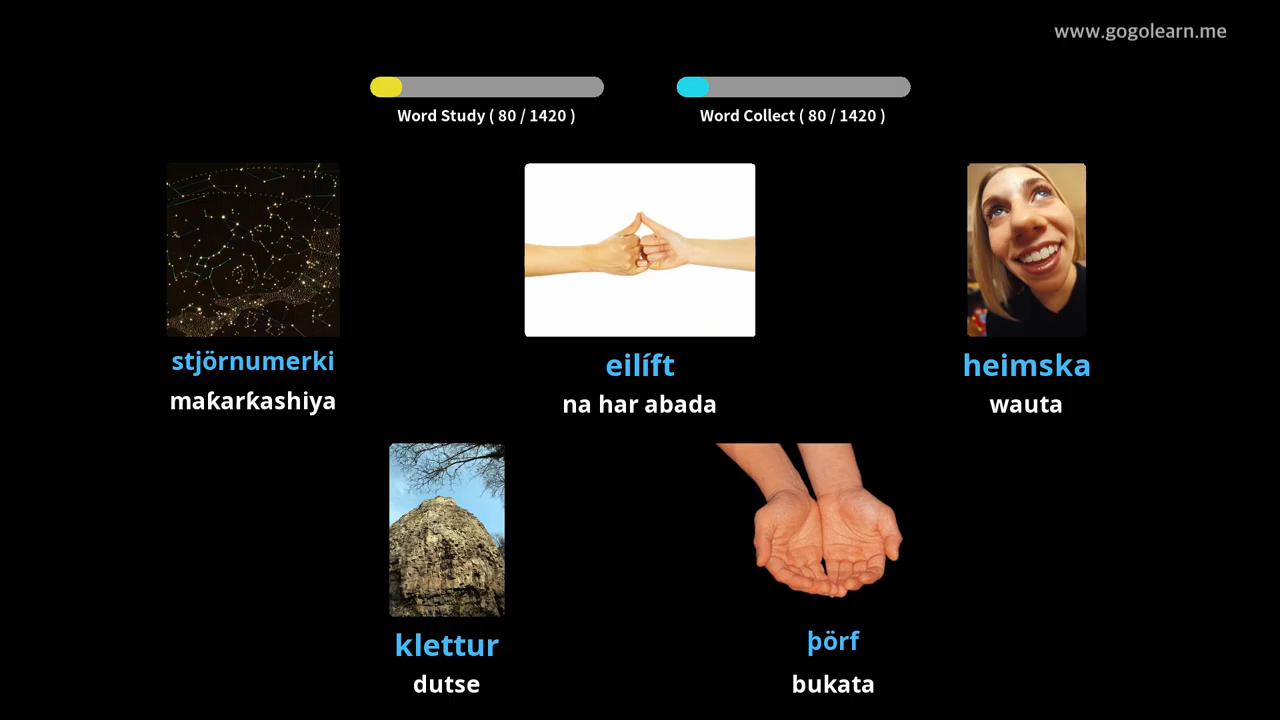 www.gogolearn.me
Word Study ( 80 / 1420 )
Word Collect ( 80 / 1420 )
stjörnumerki
maƙarƙashiya
eilíft
na har abada
heimska
wauta
klettur
dutse
þörf
bukata